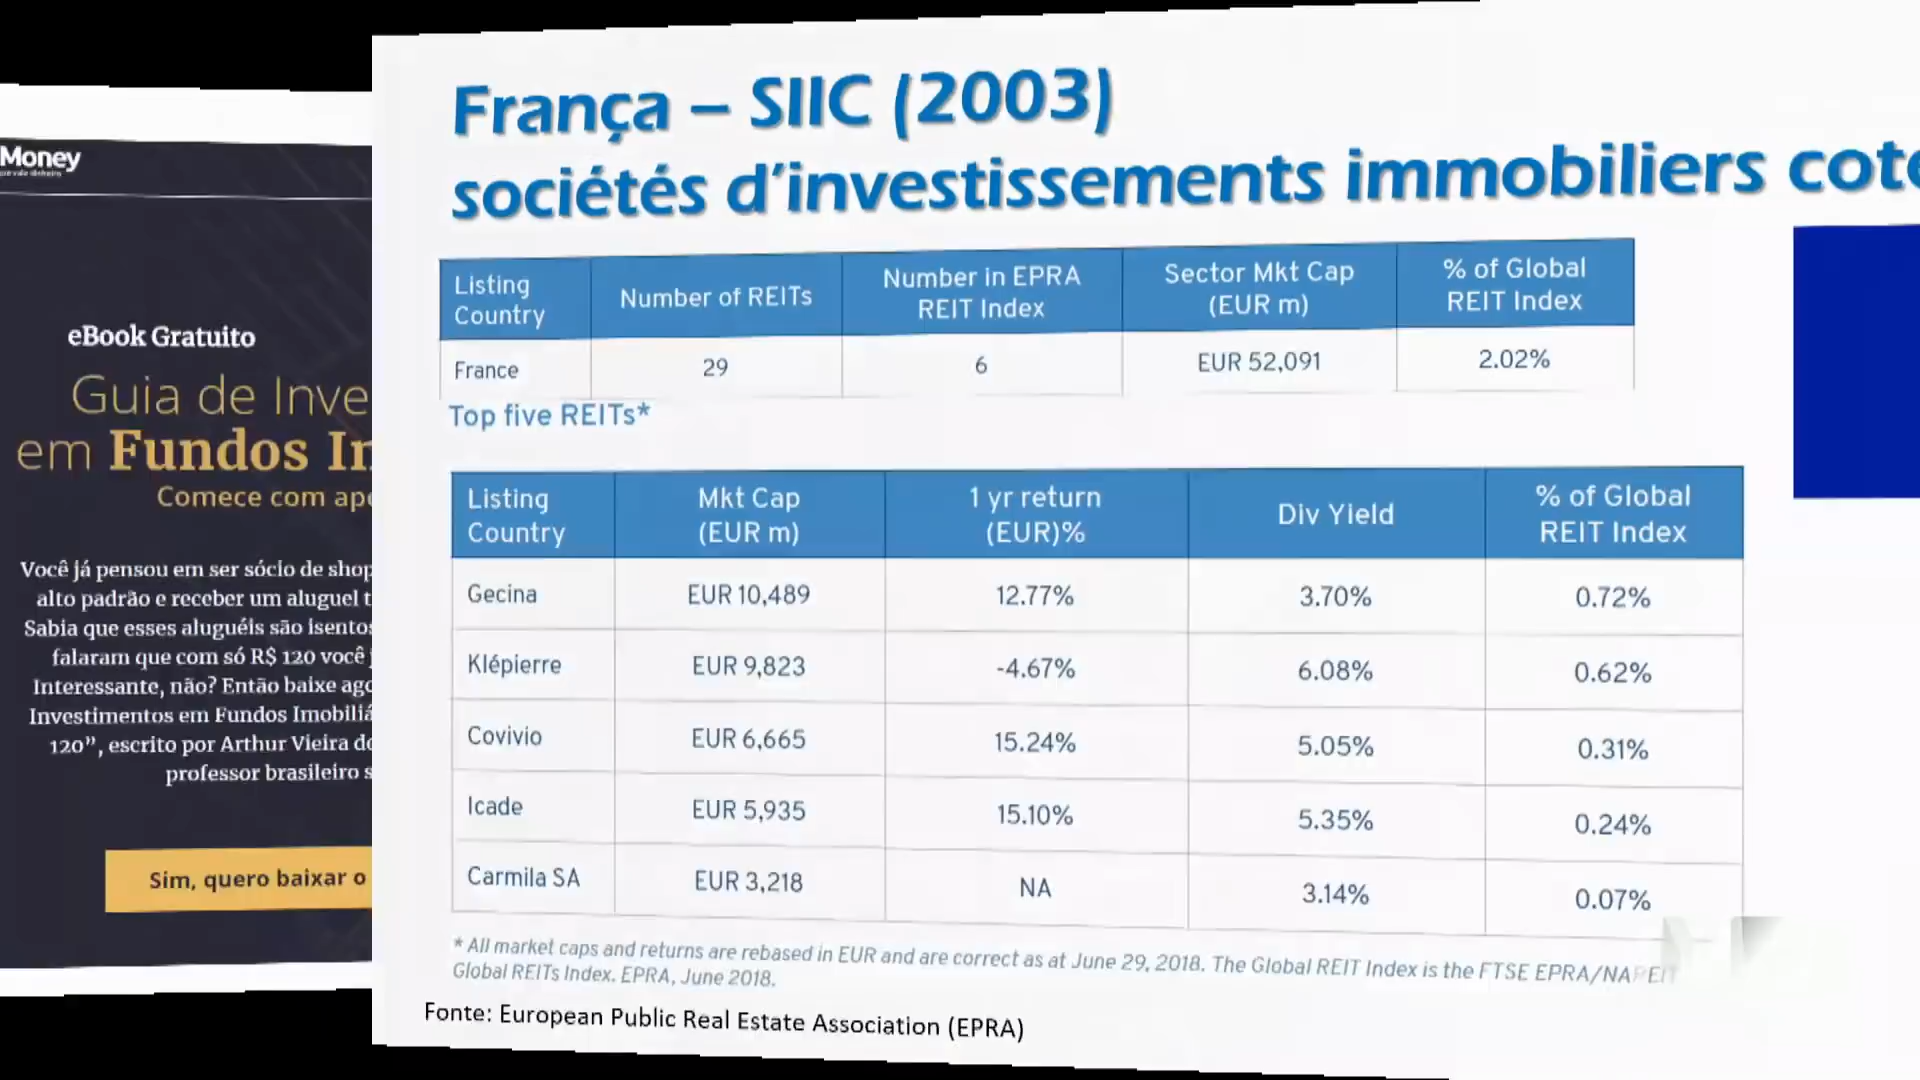 Money
eBook Gratuito
Guia de Inve
em Fundos In
Comece com ape
Você já pensou em ser sócio de shop
alto padrão e receber um aluguel t
Sabia que esses aluguéis são isentos
falaram que com só R$ 120 você
Interessante, não? Então baixe ago
Investimentos em Fundos Imobiliá
120”, escrito por Arthur Vieira de
professor brasileiro s
Sim, quero baixar o
França – SIIC (2003)
sociétés d’investissements immobiliers coté
Listing Country
Number of REITs
Number in EPRA REIT Index
Sector Mkt Cap (EUR m)
% of Global REIT Index
France
29
6
EUR 52,091
2.02%
Top five REITs*
Listing Country
Mkt Cap (EUR m)
1 yr return (EUR)%
Div Yield
% of Global REIT Index
Gecina
EUR 10,489
12.77%
3.70%
0.72%
Klépierre
EUR 9,823
-4.67%
6.08%
0.62%
Covivio
EUR 6,665
15.24%
5.05%
0.31%
Icade
EUR 5,935
15.10%
5.35%
0.24%
Carmila SA
EUR 3,218
NA
3.14%
0.07%
* All market caps and returns are rebased in EUR and are correct as at June 29, 2018. The Global REIT Index is the FTSE EPRA/NAREIT
Global REITs Index. EPRA, June 2018.
Fonte: European Public Real Estate Association (EPRA)